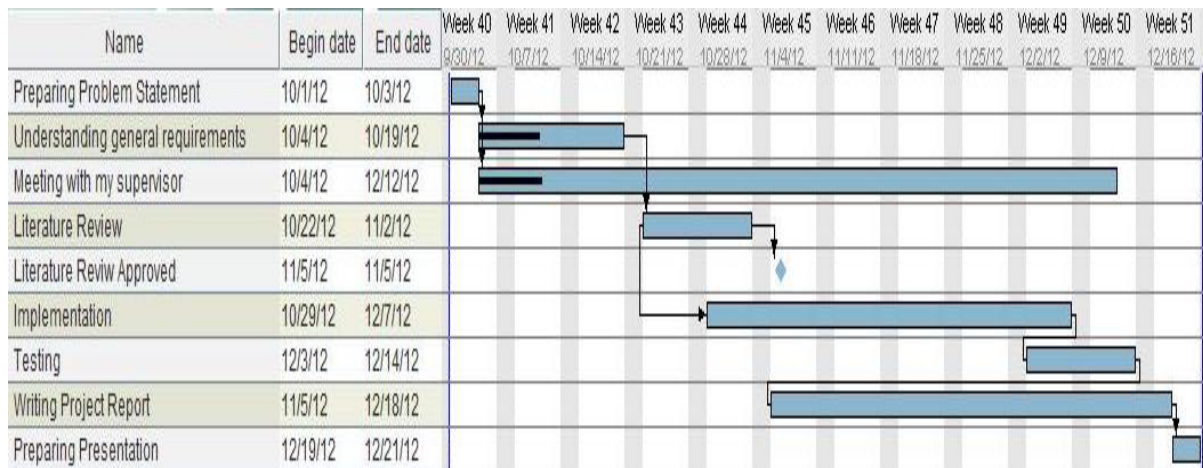 Name Begin date End date Week 40 Week 41 Week 42 Week 43 Week 44 Week 45 Week 46 Week 47 Week 48 Week 49 Week 50 Week 51
9/30/12 10/7/12 10/14/12 10/21/12 10/28/12 11/4/12 11/11/12 11/18/12 11/25/12 12/2/12 12/9/12 12/16/12
Preparing Problem Statement 10/1/12 10/3/12
Understanding general requirements 10/4/12 10/19/12
Meeting with my supervisor 10/4/12 12/12/12
Literature Review 10/22/12 11/2/12
Literature Reviw Approved 11/5/12 11/5/12
Implementation 10/29/12 12/7/12
Testing 12/3/12 12/14/12
Writing Project Report 11/5/12 12/18/12
Preparing Presentation 12/19/12 12/21/12